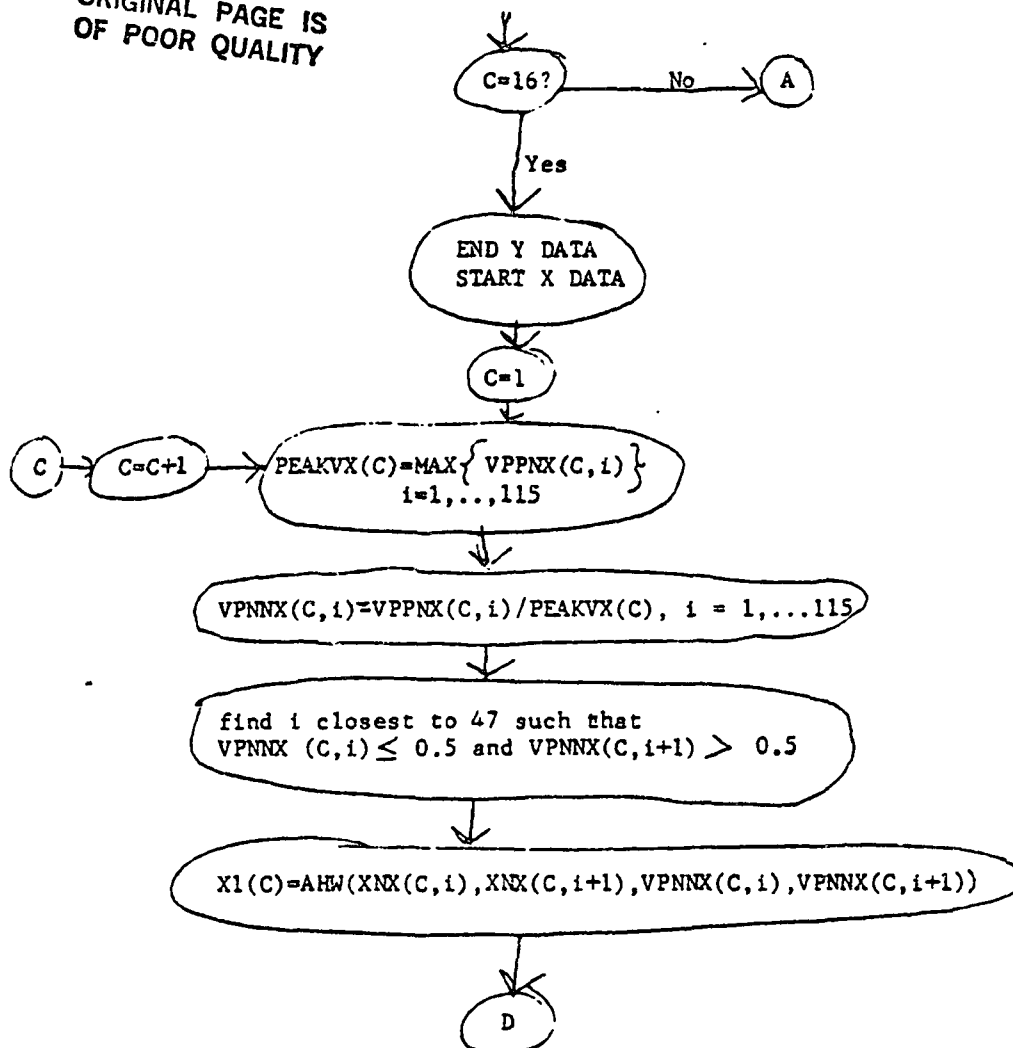 ORIGINAL PAGE IS
OF POOR QUALITY
C=16?
No
A
Yes
END Y DATA
START X DATA
C=1
C
C=C+1
PEAKVX(C)=MAX{ VPPNX(C,i) }
i=1,..,115
VPNNX(C,i)=VPPNX(C,i)/PEAKVX(C), i = 1,...115
find i closest to 47 such that
VPNNX (C,i) ≤ 0.5 and VPNNX(C,i+1) > 0.5
X1(C)=AHW(XNX(C,i),XNX(C,i+1),VPNNX(C,i),VPNNX(C,i+1))
D